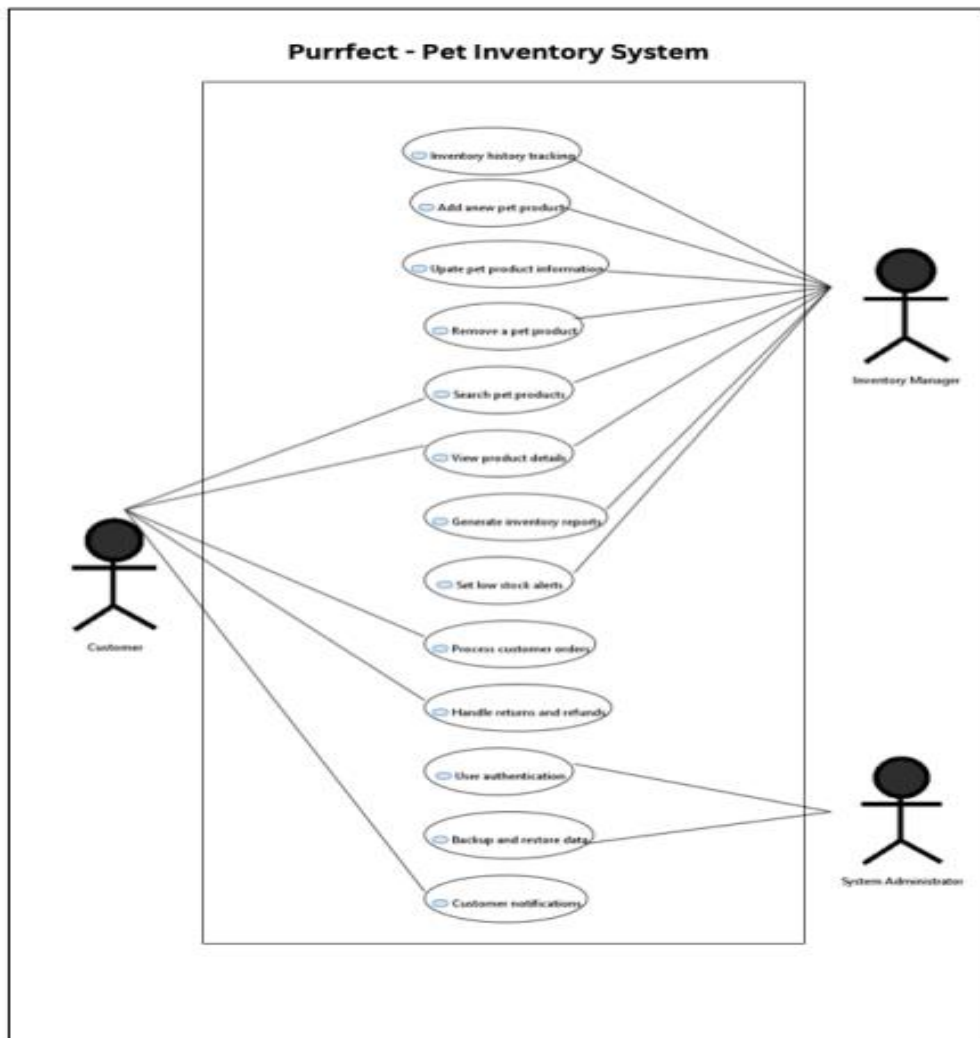 Purrfect - Pet Inventory System
Inventory history tracking
Add anew pet product
Upate pet product information
Remove a pet product
Inventory Manager
Search pet products
View product details
Generate inventory reports
Set low stock alerts
Customer
Process customer orders
Handle returns and refunds
User authentication
Backup and restore data
System Administrator
Customer notifications